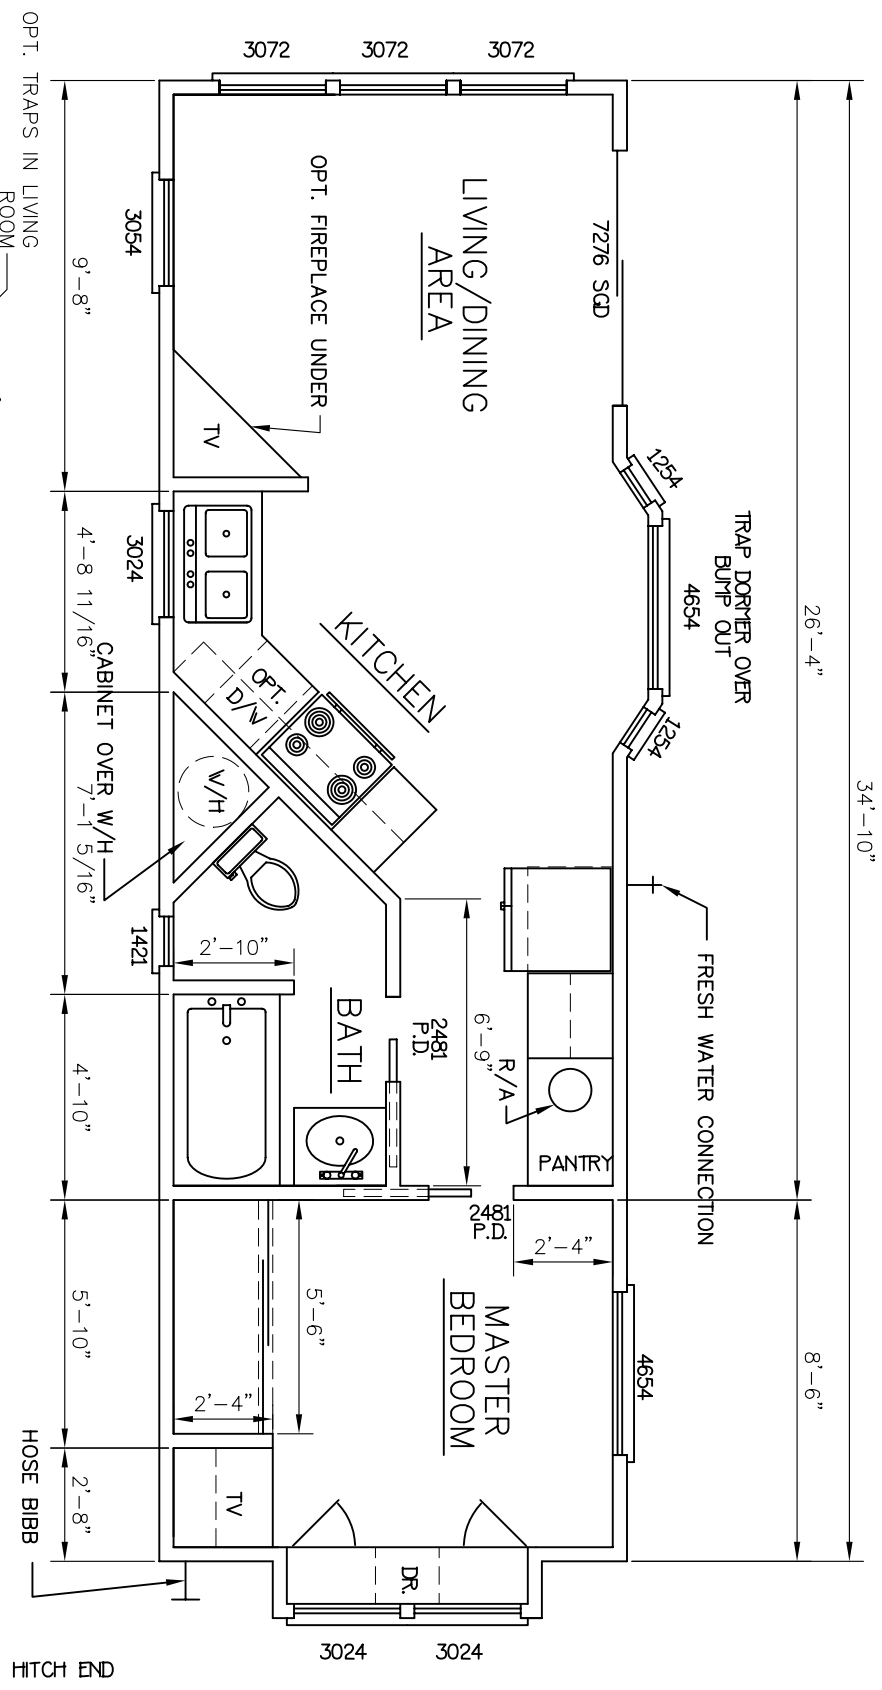 3072
3072
3072
OPT. TRAPS IN LIVING
ROOM
3054
9'-8"
OPT. FIREPLACE UNDER
LIVING/DINING
AREA
7276 SGD
TV
1254
TRAP DORMER OVER
BUMP OUT
4654
1254
26'-4"
34'-10"
3024
4'-8 11/16"
KITCHEN
OPT.
D/W
W/H
CABINET OVER W/H
7'-1 5/16"
1421
2'-10"
BATH
2481
P.D.
6'-9"
R/A
PANTRY
FRESH WATER CONNECTION
4'-10"
2481
P.D.
2'-4"
5'-10"
5'-6"
2'-4"
MASTER
BEDROOM
4654
8'-6"
HOSE BIBB
2'-8"
TV
DR.
3024
3024
HITCH END